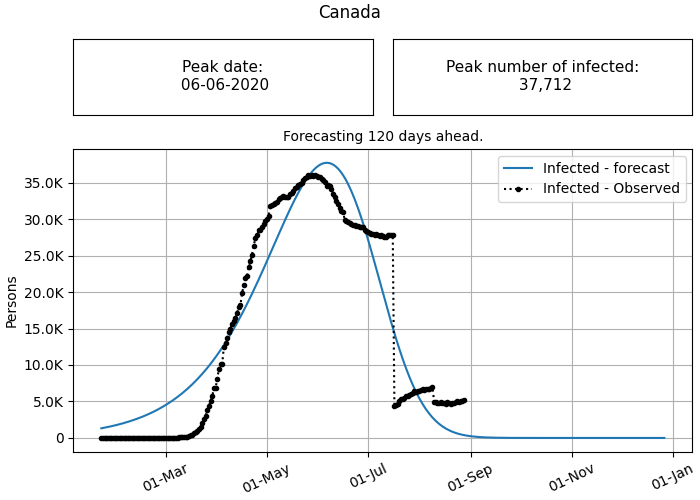 Canada
Peak date:
06-06-2020
Peak number of infected:
37,712
Forecasting 120 days ahead.
Infected - forecast
Infected - Observed
35.0K
30.0K
25.0K
20.0K
15.0K
10.0K
5.0K
0
Persons
01-Mar
01-May
01-Jul
01-Sep
01-Nov
01-Jan